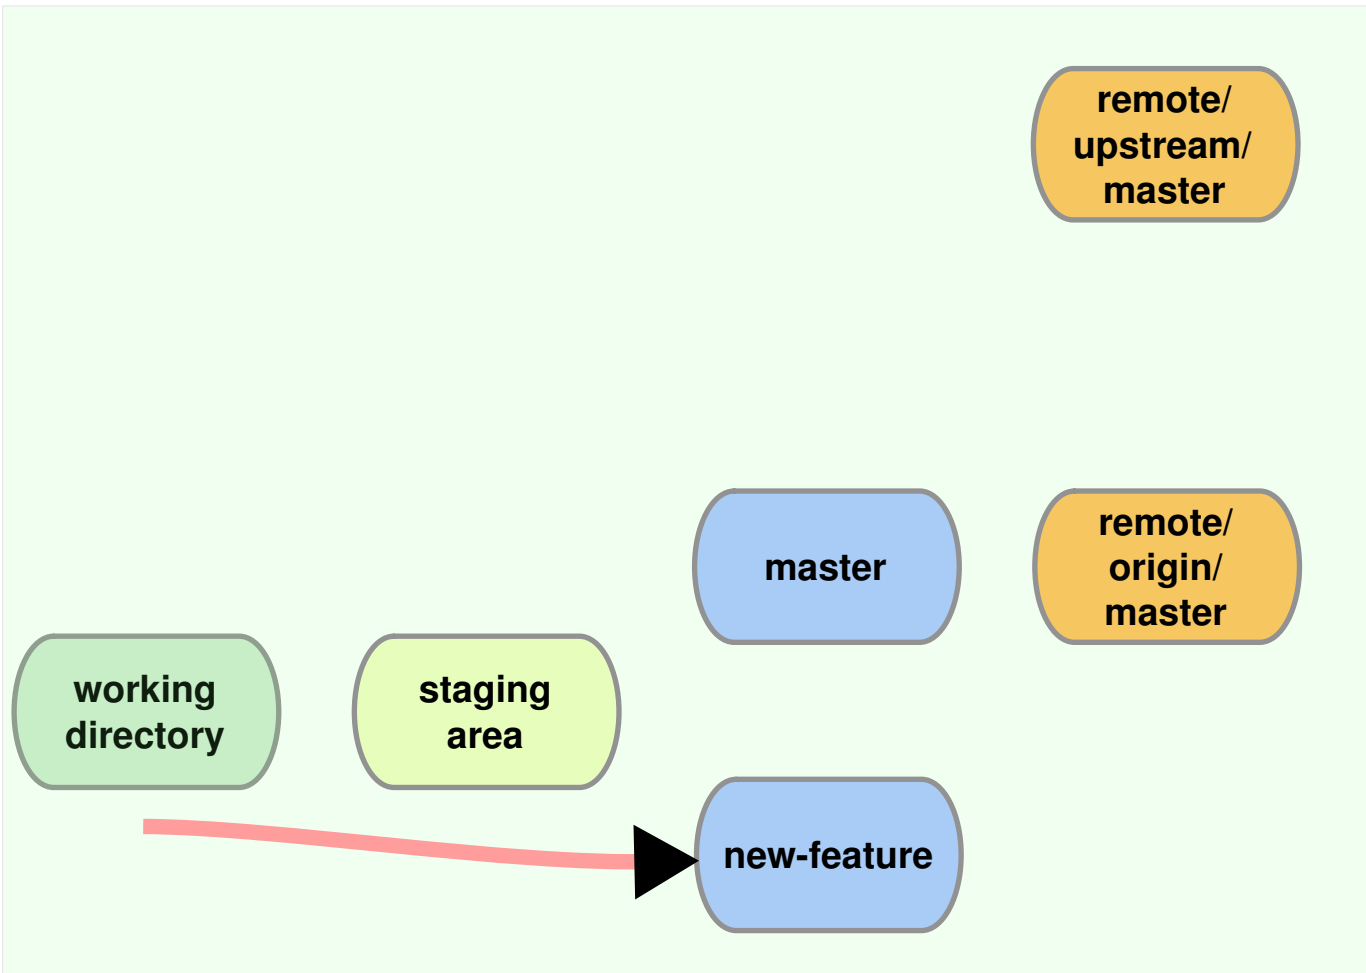 remote/
upstream/
master
master
remote/
origin/
master
working
directory
staging
area
new-feature